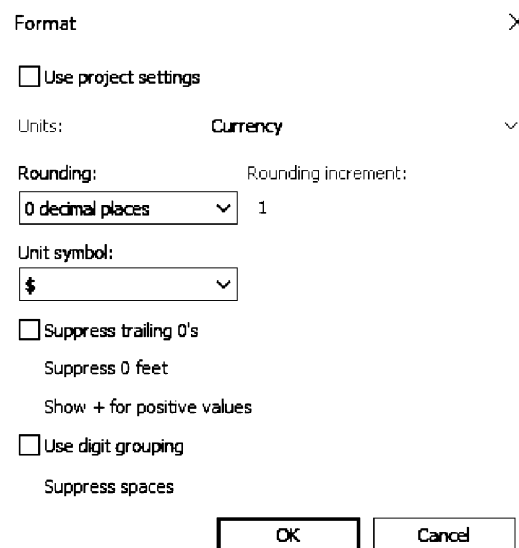 Format
Use project settings
Units: Currency
Rounding: Rounding increment:
0 decimal places 1
Unit symbol:
$
Suppress trailing 0's
Suppress 0 feet
Show + for positive values
Use digit grouping
Suppress spaces
OK Cancel